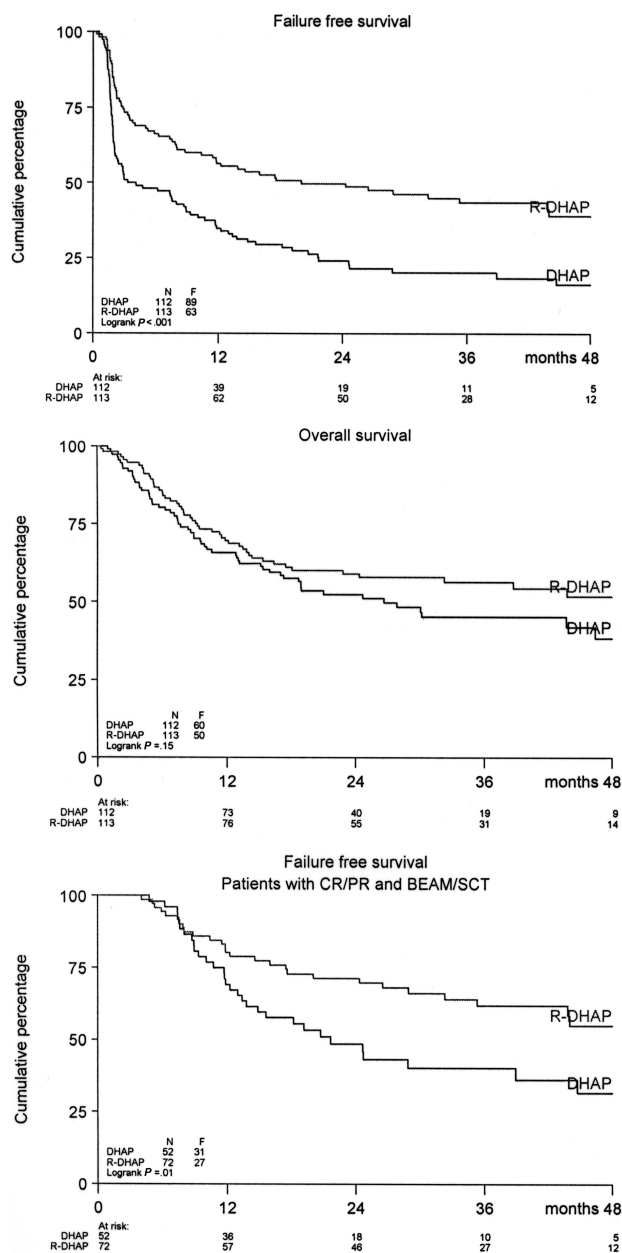 Failure free survival
Cumulative percentage
100
75
50
25
0
R-DHAP
DHAP
N F
DHAP 112 89
R-DHAP 113 63
Logrank P<.001
0 12 24 36 months 48
At risk:
DHAP 112 39 19 11 5
R-DHAP 113 62 50 28 12
Overall survival
Cumulative percentage
100
75
50
25
0
R-DHAP
DHAP
N F
DHAP 112 60
R-DHAP 113 50
Logrank P=.15
0 12 24 36 months 48
At risk:
DHAP 112 73 40 19 9
R-DHAP 113 76 55 31 14
Failure free survival
Patients with CR/PR and BEAM/SCT
Cumulative percentage
100
75
50
25
0
R-DHAP
DHAP
N F
DHAP 52 31
R-DHAP 72 27
Logrank P=.01
0 12 24 36 months 48
At risk:
DHAP 52 36 18 10 5
R-DHAP 72 57 46 27 12